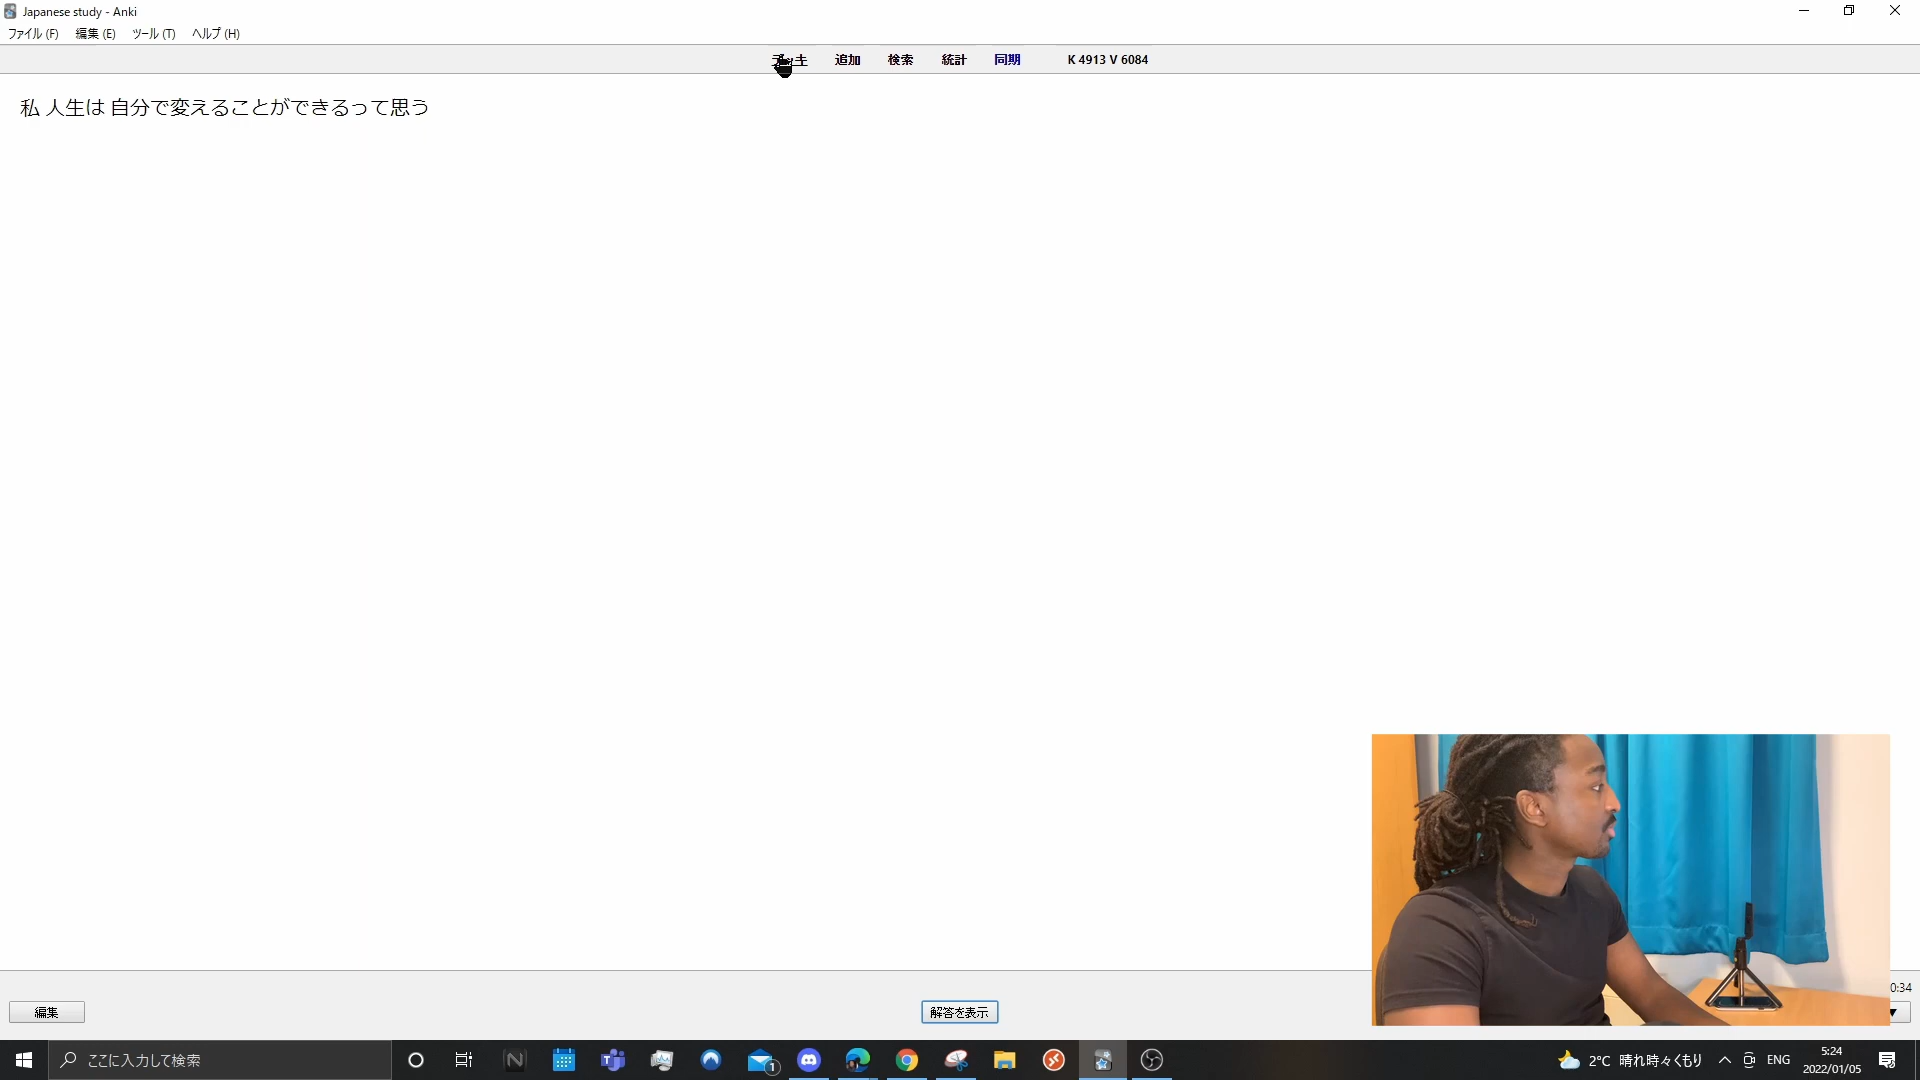 Japanese study - Anki
ファイル (F) 編集 (E) ツール (T) ヘルプ (H)
追加 検索 統計 同期 K 4913 V 6084
私 人生は 自分で変えることができるって思う
0:34
編集 解答を表示
ここに入力して検索
1
2°C 晴れ時々くもり ENG
5:24
2022/01/05